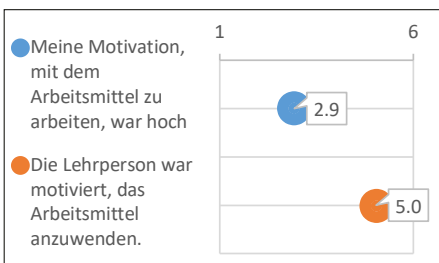 1 6
Meine Motivation,
mit dem
Arbeitsmittel zu
arbeiten, war hoch
2.9
Die Lehrperson war
motiviert, das
Arbeitsmittel
anzuwenden.
5.0